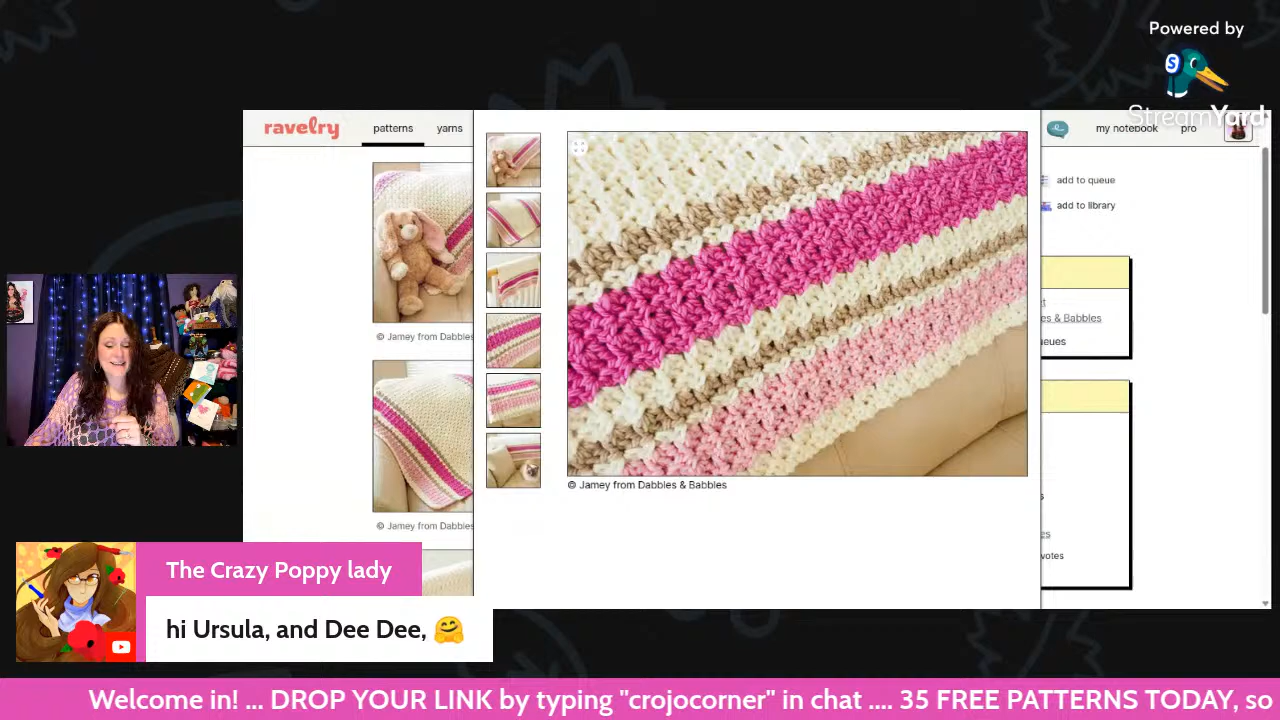 Powered by
StreamYard
ravelry
patterns
yarns
my notebook
pro
add to queue
add to library
es & Babbles
ueues
© Jamey from Dabbles
© Jamey from Dabbles & Babbles
© Jamey from Dabbles
es
votes
The Crazy Poppy lady
hi Ursula, and Dee Dee, 🤗
Welcome in! ... DROP YOUR LINK by typing "crojocorner" in chat .... 35 FREE PATTERNS TODAY, so